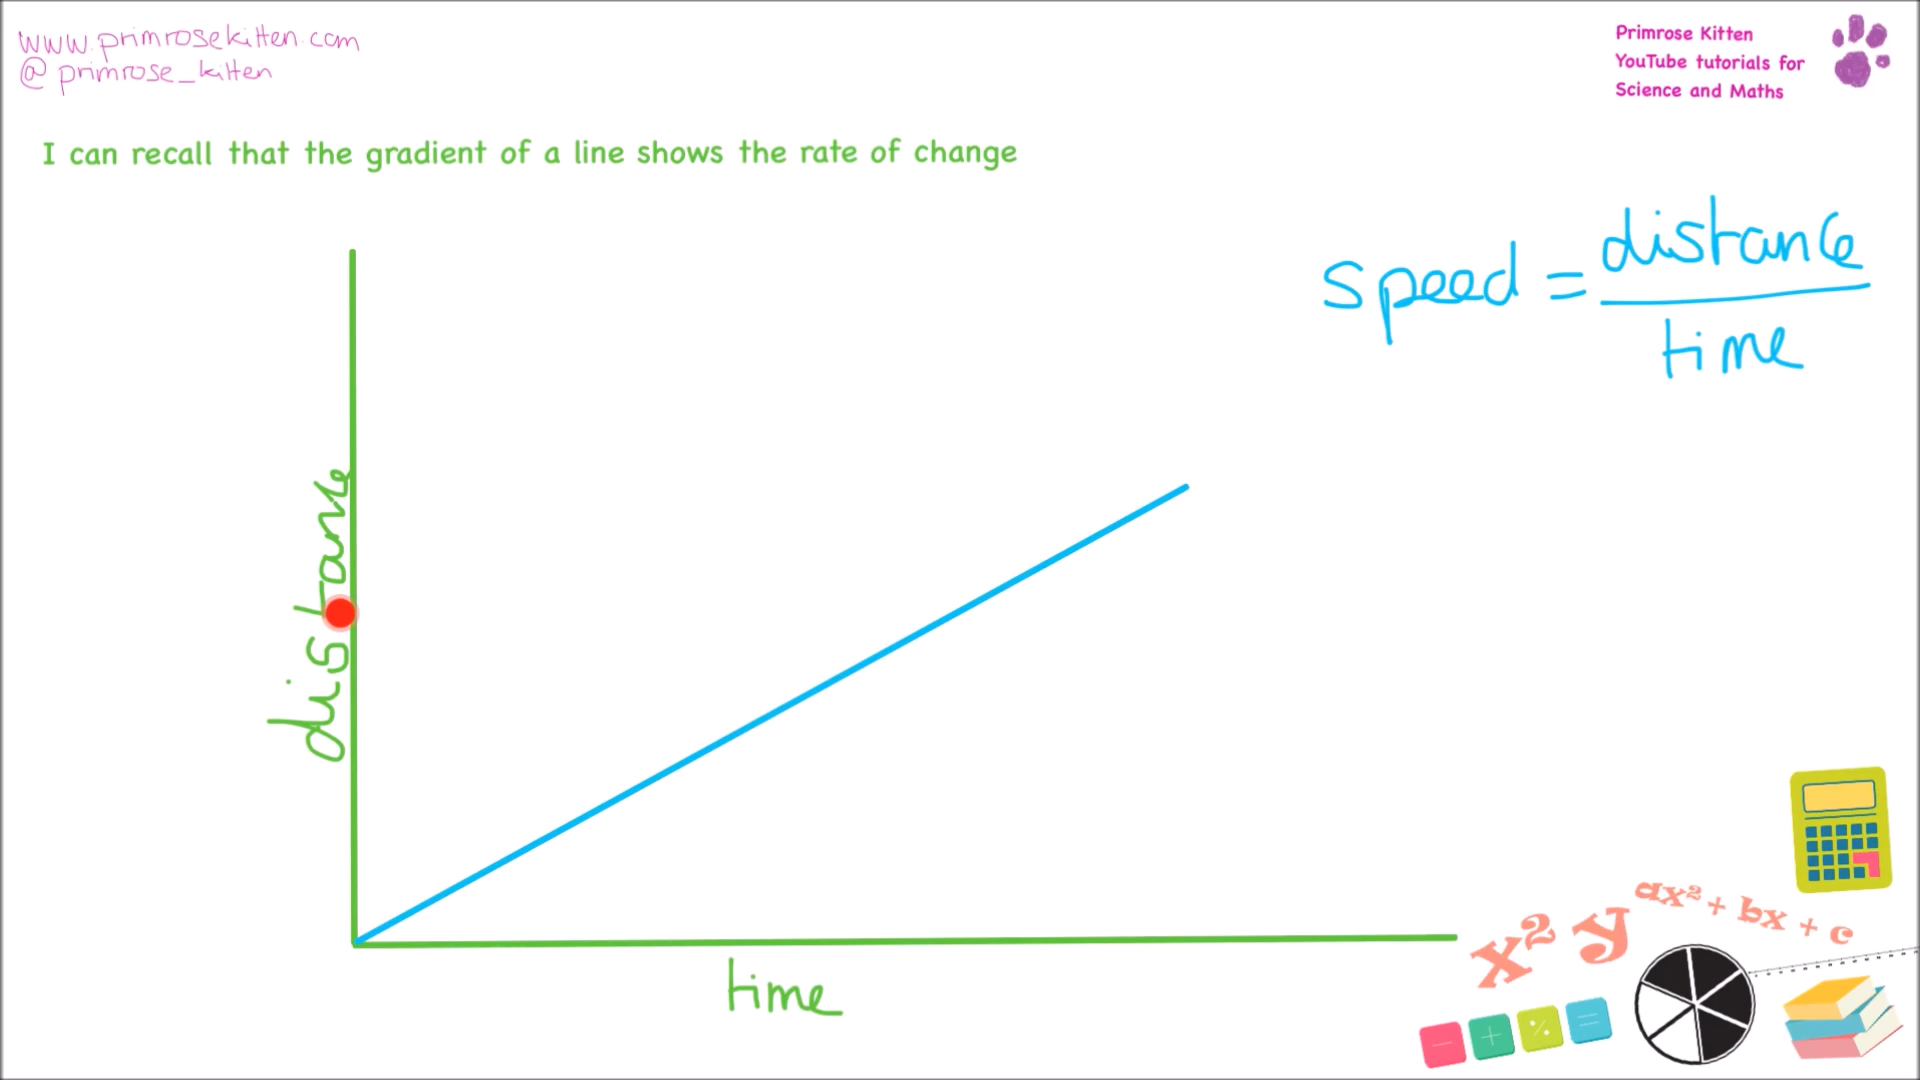 www.primrosekitten.com
@primrose_kitten
Primrose Kitten
YouTube tutorials for
Science and Maths
I can recall that the gradient of a line shows the rate of change
speed = distance
time
distance
time
ax² + bx + c
x² y
− + % =